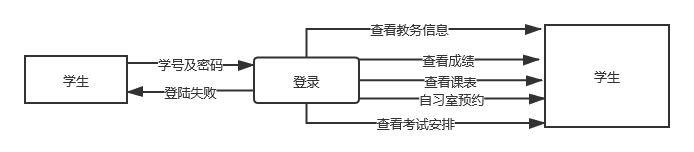 查看教务信息
学号及密码
查看成绩
学生
登录
查看课表
学生
登陆失败
自习室预约
查看考试安排